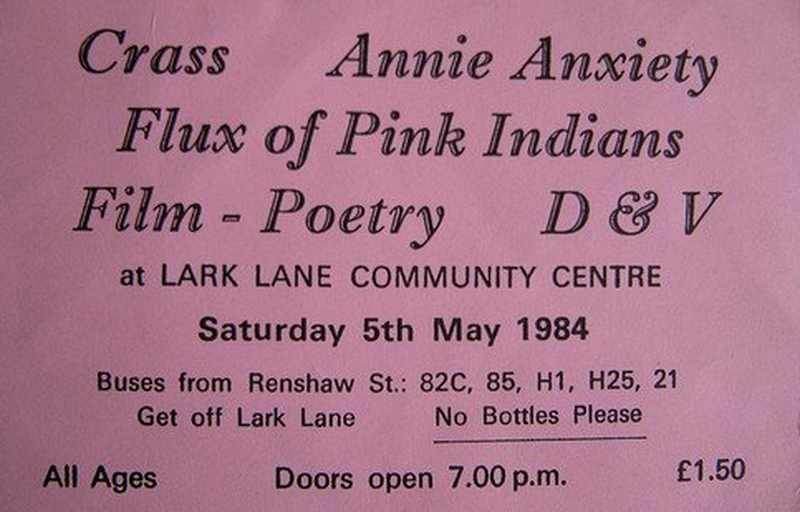 Crass Annie Anxiety
Flux of Pink Indians
Film - Poetry D & V
at LARK LANE COMMUNITY CENTRE
Saturday 5th May 1984
Buses from Renshaw St.: 82C, 85, H1, H25, 21
Get off Lark Lane No Bottles Please
All Ages Doors open 7.00 p.m. £1.50